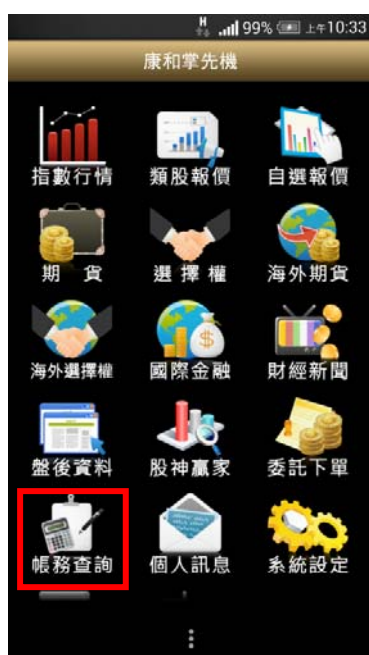 H 99% 上午10:33
康和掌先機
指數行情 類股報價 自選報價
期 貨 選擇權 海外期貨
海外選擇權 國際金融 財經新聞
盤後資料 股神贏家 委託下單
帳務查詢 個人訊息 系統設定